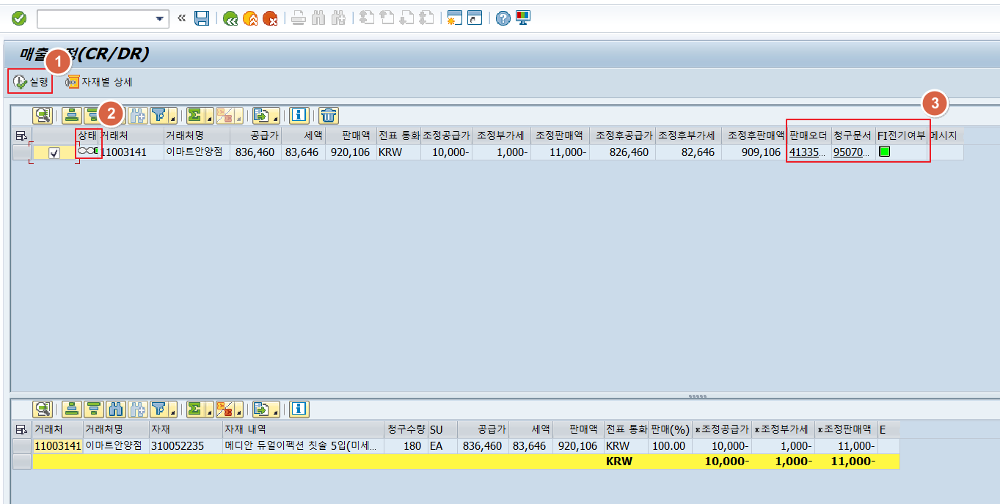 매출 정(CR/DR)
1
실행 자재별 상세
2
3
상태 거래처 거래처명 공급가 세액 판매액 전표 통화 조정공급가 조정부가세 조정판매액 조정후공급가 조정후부가세 조정후판매액 판매오더 청구문서 FI전기여부 메시지
11003141 이마트안양점 836,460 83,646 920,106 KRW 10,000- 1,000- 11,000- 826,460 82,646 909,106 41335... 95070...
거래처 거래처명 자재 자재 내역 청구수량 SU 공급가 세액 판매액 전표 통화 판매(%) Σ조정공급가 Σ조정부가세 Σ조정판매액 E
11003141 이마트안양점 310052235 메디안 듀얼이펙션 칫솔 5입(미세... 180 EA 836,460 83,646 920,106 KRW 100.00 10,000- 1,000- 11,000-
KRW 10,000- 1,000- 11,000-